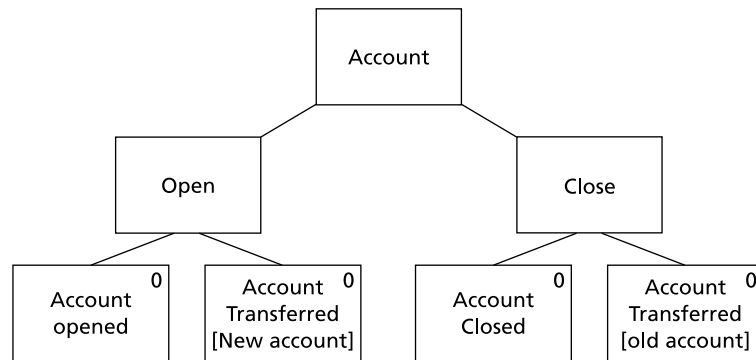 Account
Open
Close
0
Account
opened
0
Account
Transferred
[New account]
0
Account
Closed
0
Account
Transferred
[old account]